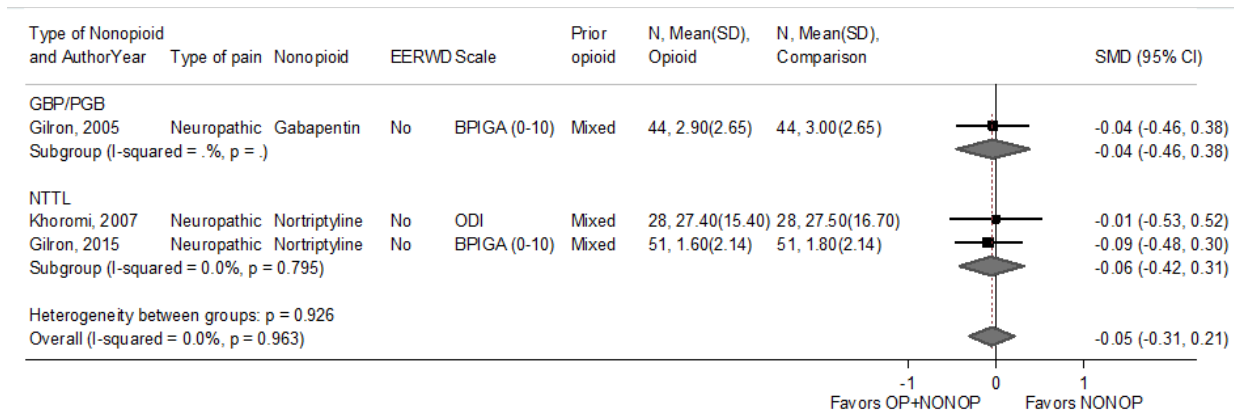 Type of Nonopioid and AuthorYear Type of pain Nonopioid EERWD Scale Prior opioid N, Mean(SD), Opioid N, Mean(SD), Comparison SMD (95% CI)
GBP/PGB
Gilron, 2005 Neuropathic Gabapentin No BPIGA (0-10) Mixed 44, 2.90(2.65) 44, 3.00(2.65) -0.04 (-0.46, 0.38)
Subgroup (I-squared = .%, p = .) -0.04 (-0.46, 0.38)
NTTL
Khoromi, 2007 Neuropathic Nortriptyline No ODI Mixed 28, 27.40(15.40) 28, 27.50(16.70) -0.01 (-0.53, 0.52)
Gilron, 2015 Neuropathic Nortriptyline No BPIGA (0-10) Mixed 51, 1.60(2.14) 51, 1.80(2.14) -0.09 (-0.48, 0.30)
Subgroup (I-squared = 0.0%, p = 0.795) -0.06 (-0.42, 0.31)
Heterogeneity between groups: p = 0.926
Overall (I-squared = 0.0%, p = 0.963) -0.05 (-0.31, 0.21)
-1 0 1
Favors OP+NONOP Favors NONOP